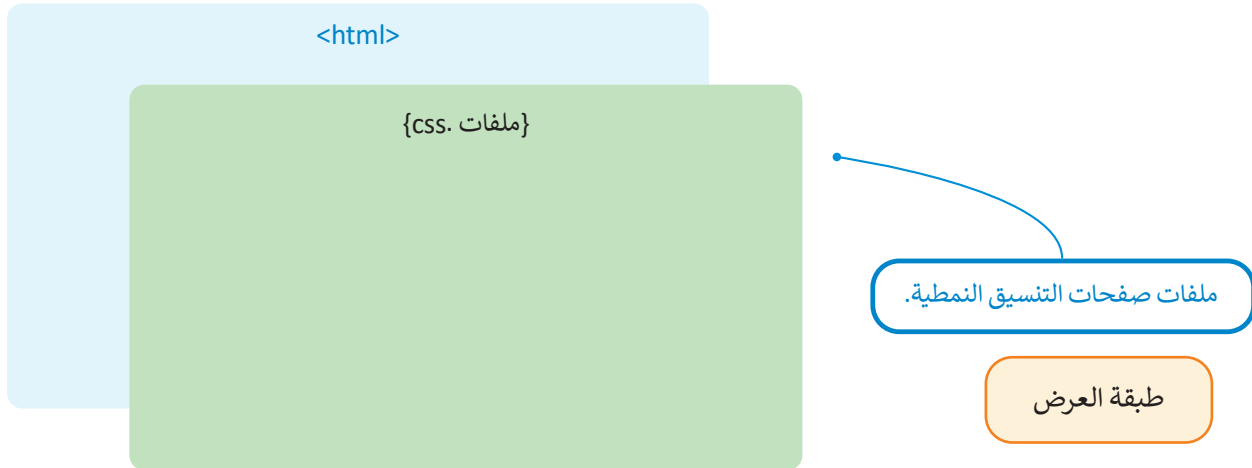 <html>
{ملفات .css}
ملفات صفحات التنسيق النمطية.
طبقة العرض